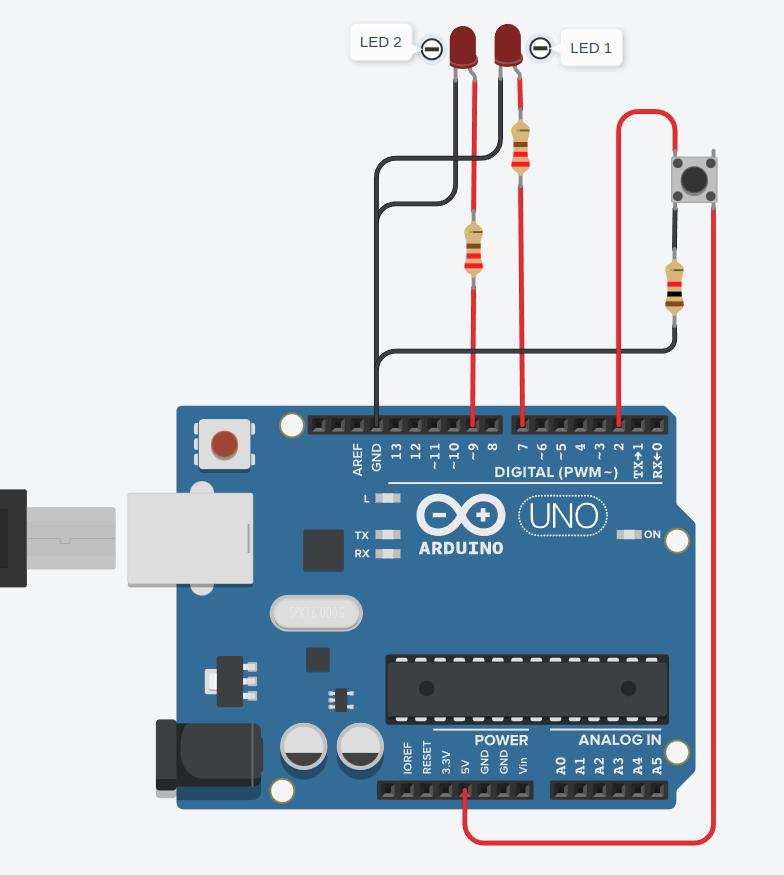 LED 2
LED 1
AREF
GND
13
12
~11
~10
~9
8
7
~6
~5
4
~3
2
TX→1
RX←0
DIGITAL (PWM~)
L
TX
RX
ARDUINO
UNO
ON
SPK16.000G
POWER
ANALOG IN
IOREF
RESET
3.3V
5V
GND
GND
Vin
A0
A1
A2
A3
A4
A5